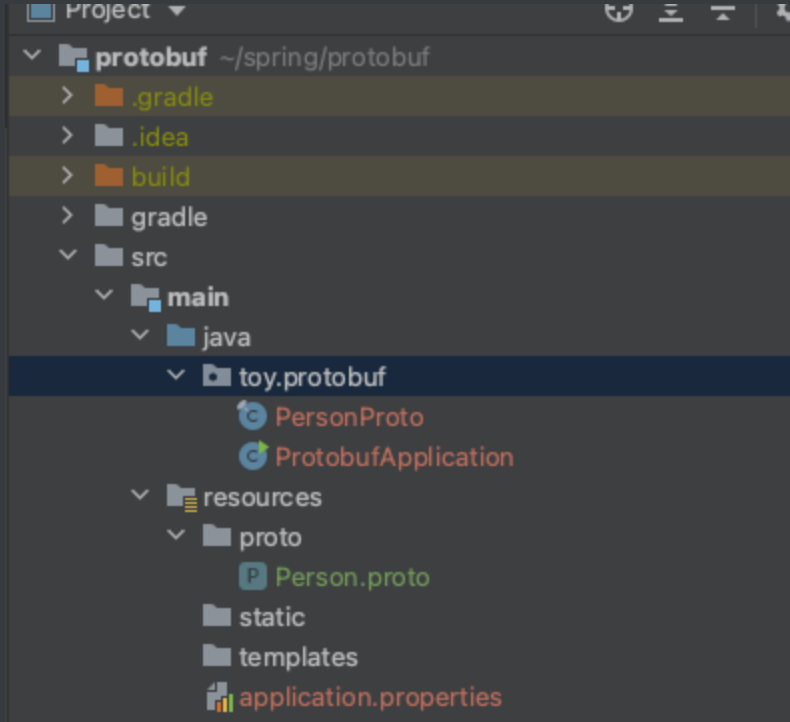 Project
protobuf ~/spring/protobuf
.gradle
.idea
build
gradle
src
main
java
toy.protobuf
C PersonProto
C ProtobufApplication
resources
proto
P Person.proto
static
templates
application.properties